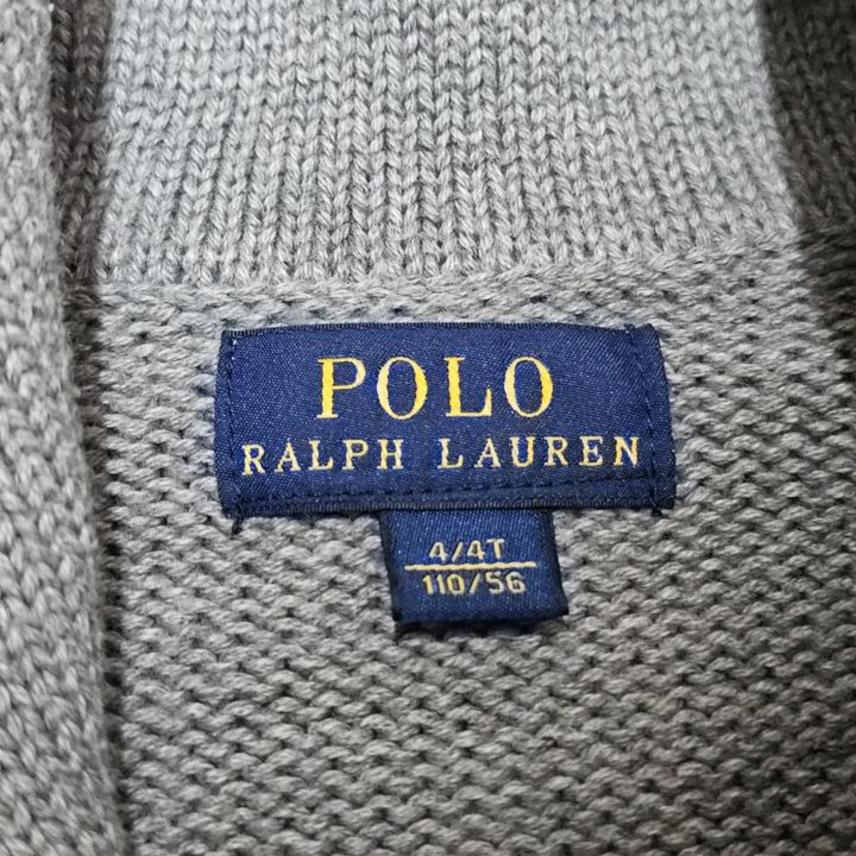 POLO
RALPH LAUREN
4/4T
110/56